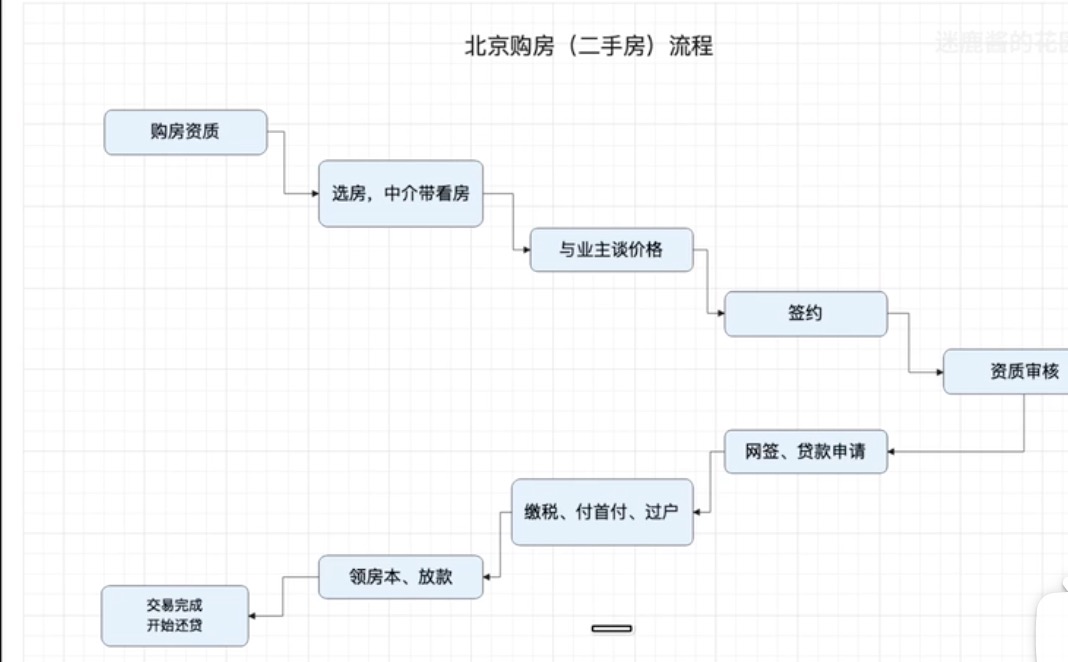 北京购房（二手房）流程
迷鹿酱的花园
购房资质
选房，中介带看房
与业主谈价格
签约
资质审核
网签、贷款申请
缴税、付首付、过户
领房本、放款
交易完成
开始还贷